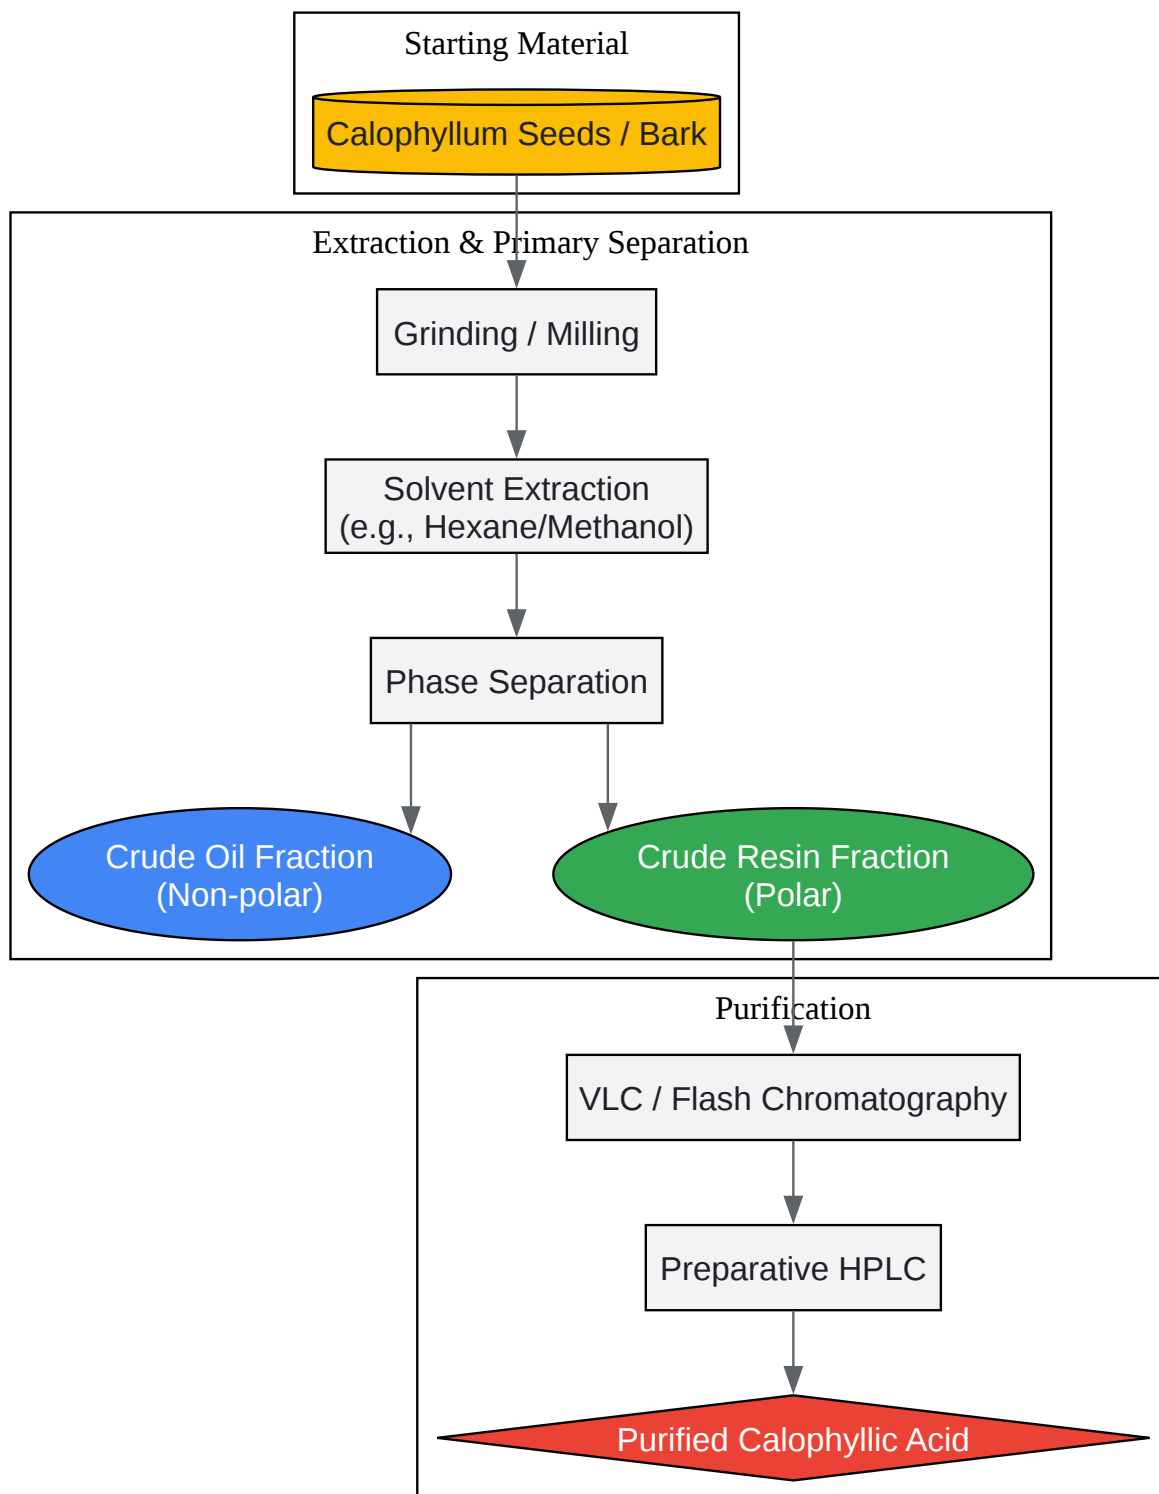 Starting Material
Calophyllum Seeds / Bark
Extraction & Primary Separation
Grinding / Milling
Solvent Extraction
(e.g., Hexane/Methanol)
Phase Separation
Crude Oil Fraction
(Non-polar)
Crude Resin Fraction
(Polar)
Purification
VLC / Flash Chromatography
Preparative HPLC
Purified Calophyllic Acid